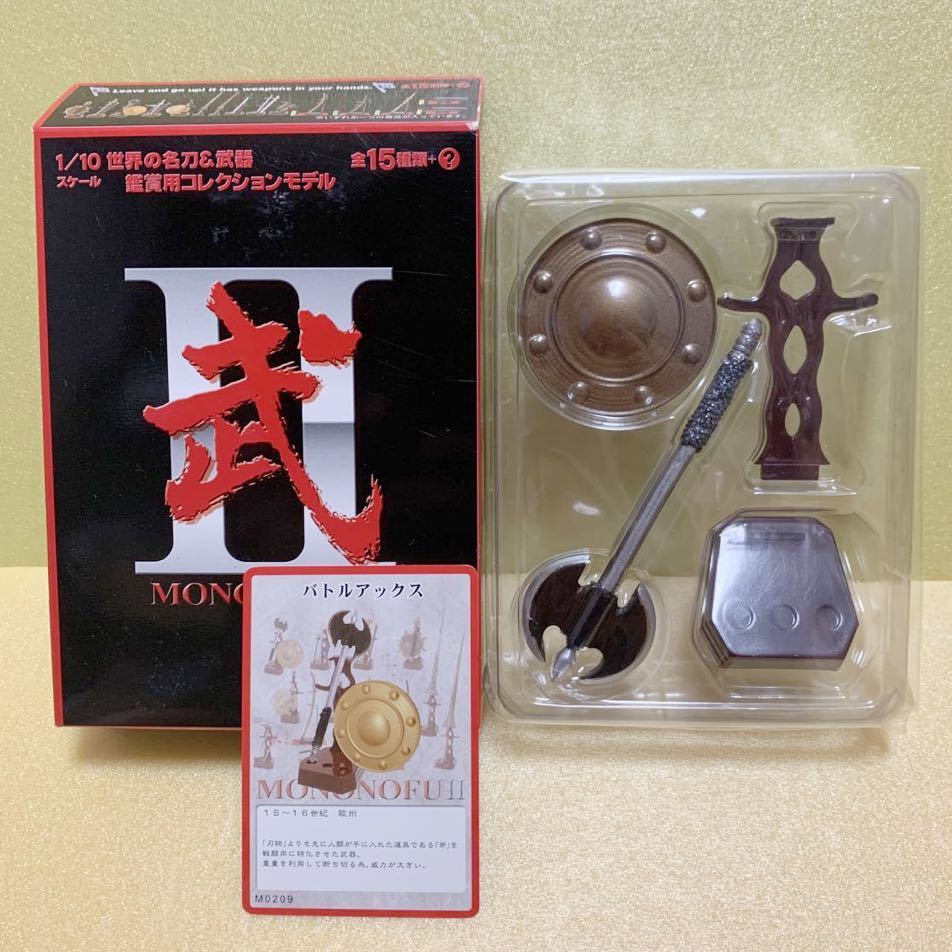 Leave and go up! It has weapons in your hands.
1/10 世界の名刀&武器 全15種類+?
スケール 鑑賞用コレクションモデル
II
武
MONO
バトルアックス
MONONOFU II
15~16世紀 欧州
「刃物」より七先に人類が手に入れた道具である「斧」を
戦闘用に特化させた武器。
重量を利用して断ち切る為、威力が大きい。
M0209